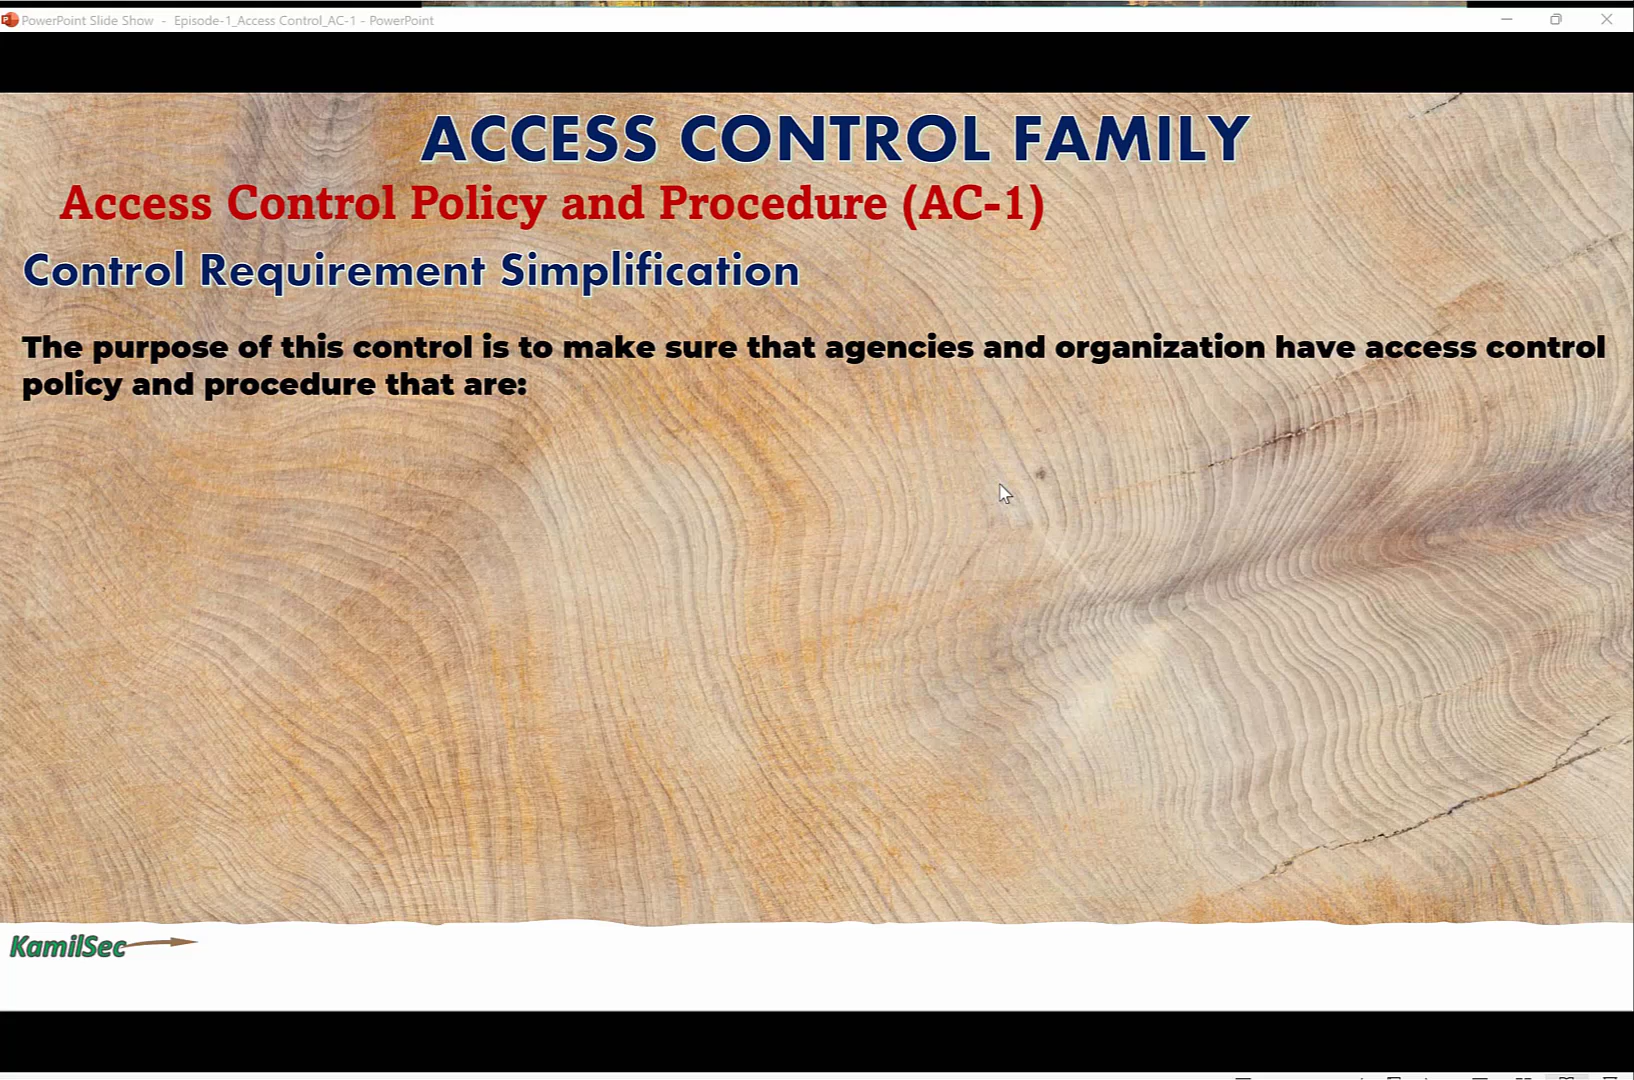 PowerPoint Slide Show - Episode-1_Access Control_AC-1 - PowerPoint
ACCESS CONTROL FAMILY
Access Control Policy and Procedure (AC-1)
Control Requirement Simplification
The purpose of this control is to make sure that agencies and organization have access control
policy and procedure that are:
KamilSec